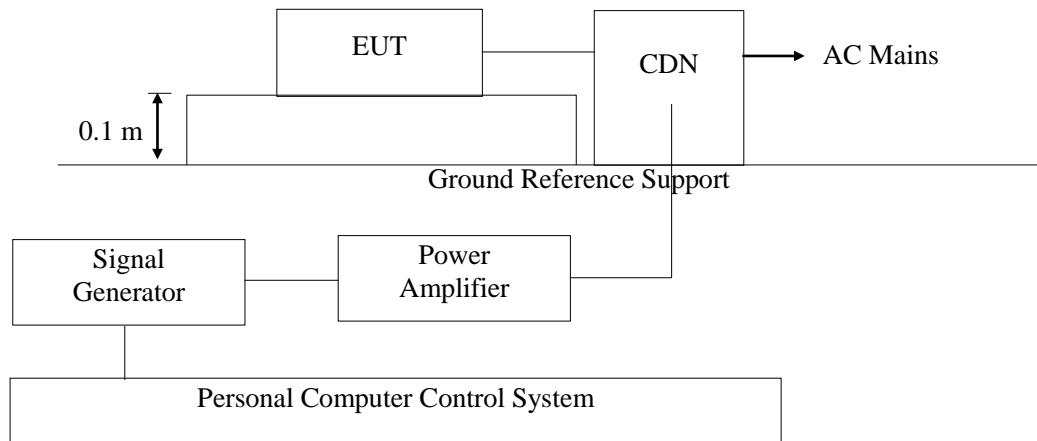 EUT
CDN
AC Mains
0.1 m
Ground Reference Support
Signal
Generator
Power
Amplifier
Personal Computer Control System